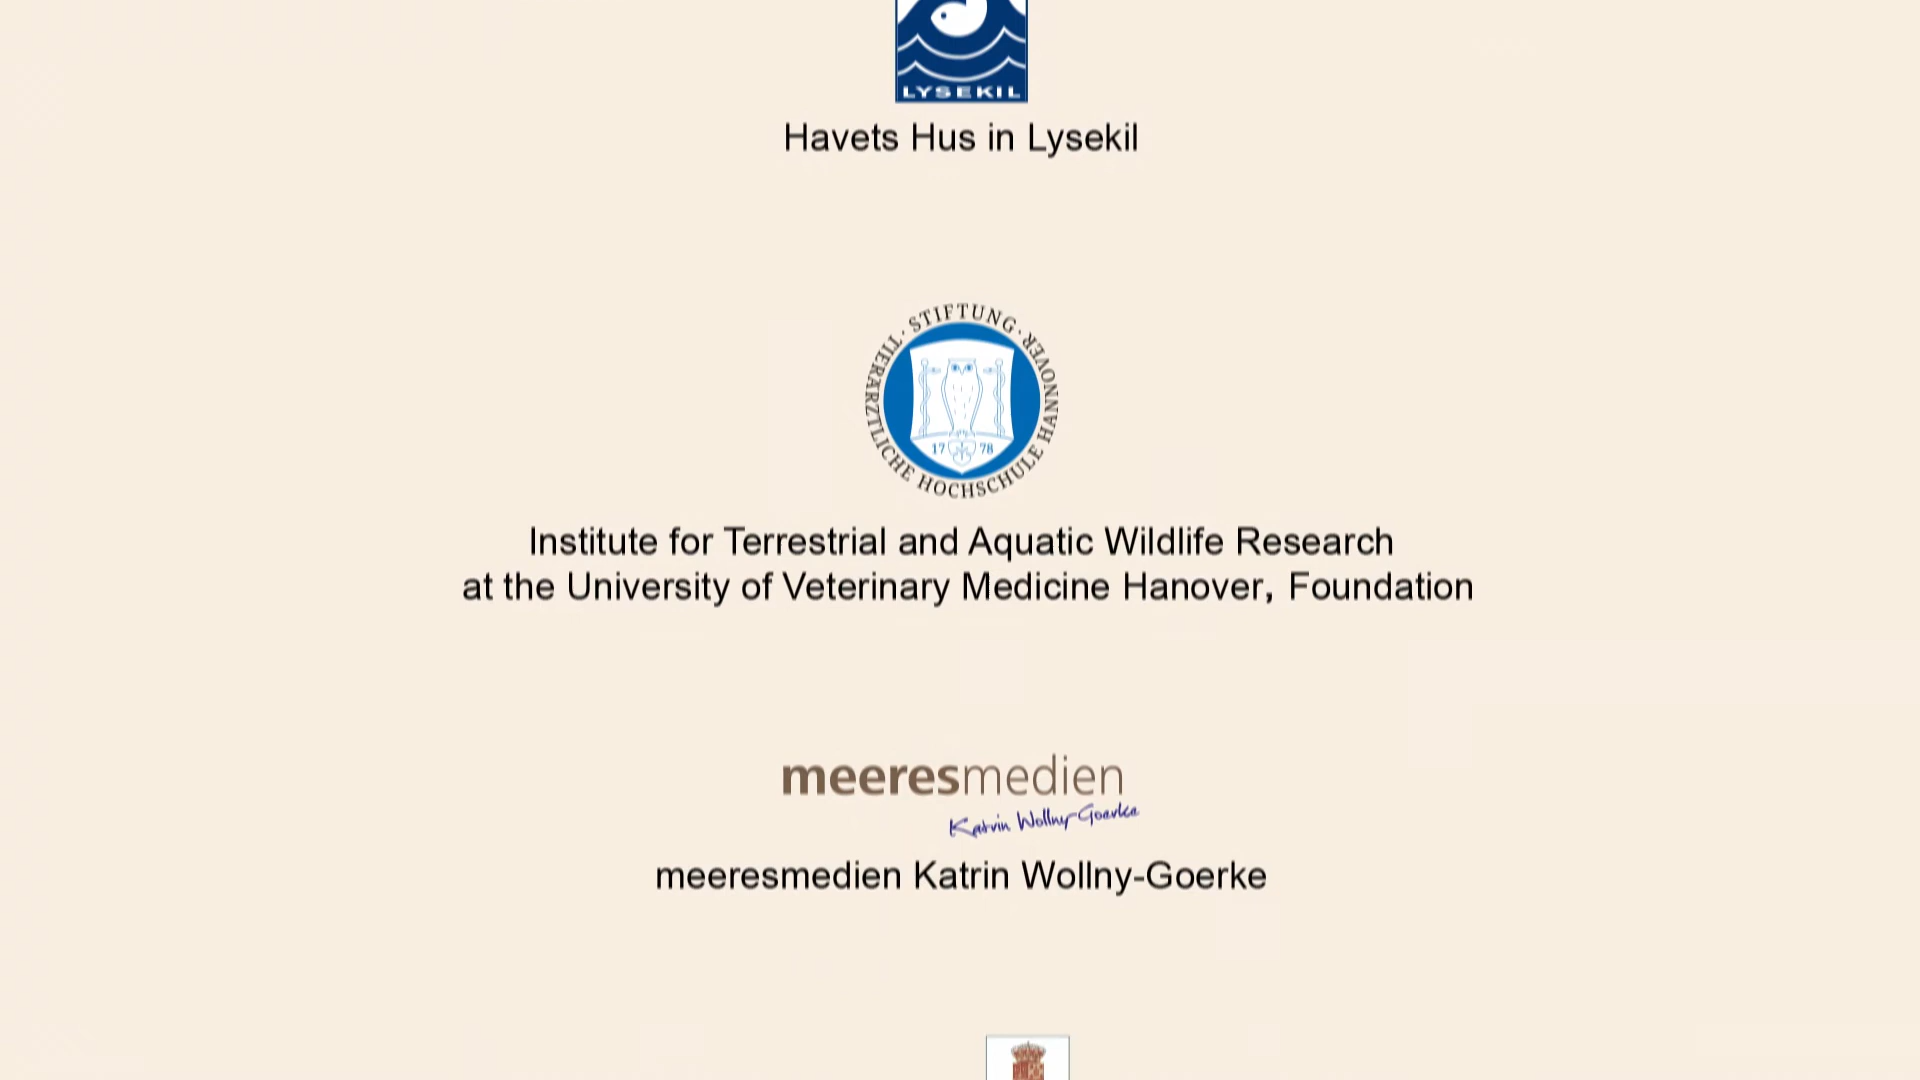 LYSEKIL
Havets Hus in Lysekil
· STIFTUNG · TIERÄRZTLICHE HOCHSCHULE HANNOVER
17 78
Institute for Terrestrial and Aquatic Wildlife Research
at the University of Veterinary Medicine Hanover, Foundation
meeresmedien
Katrin Wollny-Goerke
meeresmedien Katrin Wollny-Goerke